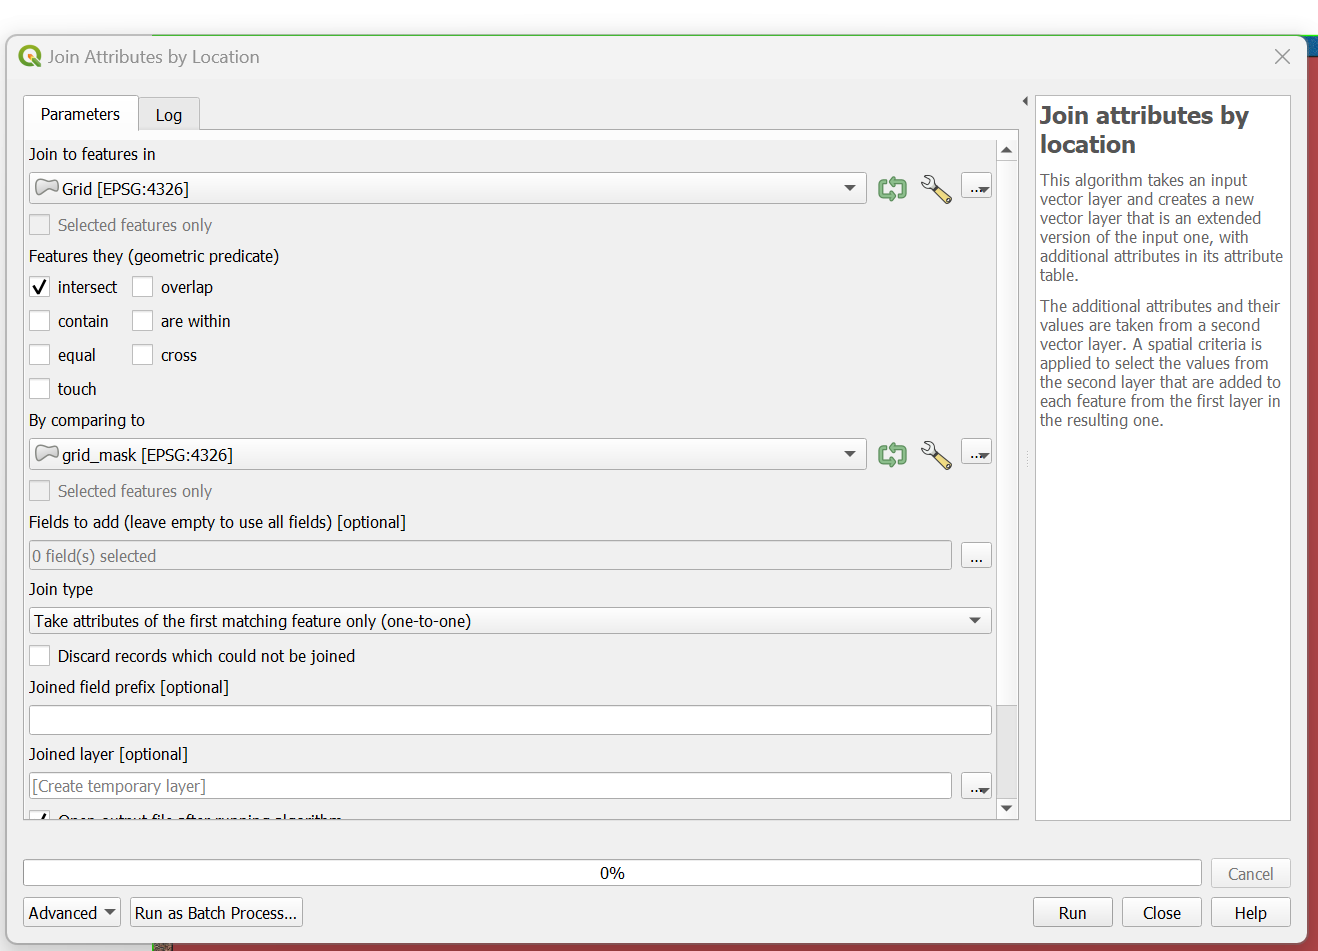 Join Attributes by Location
Parameters
Log
Join to features in
Grid [EPSG:4326]
...
Selected features only
Features they (geometric predicate)
intersect
overlap
contain
are within
equal
cross
touch
By comparing to
grid_mask [EPSG:4326]
...
Selected features only
Fields to add (leave empty to use all fields) [optional]
0 field(s) selected
...
Join type
Take attributes of the first matching feature only (one-to-one)
Discard records which could not be joined
Joined field prefix [optional]
Joined layer [optional]
[Create temporary layer]
...
Open output file after running algorithm
Join attributes by
location
This algorithm takes an input
vector layer and creates a new
vector layer that is an extended
version of the input one, with
additional attributes in its attribute
table.
The additional attributes and their
values are taken from a second
vector layer. A spatial criteria is
applied to select the values from
the second layer that are added to
each feature from the first layer in
the resulting one.
0%
Cancel
Advanced
Run as Batch Process...
Run
Close
Help